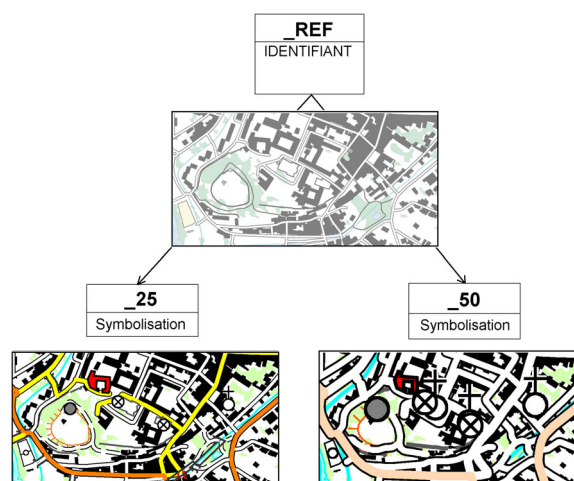 _REF
IDENTIFIANT
_25
Symbolisation
_50
Symbolisation